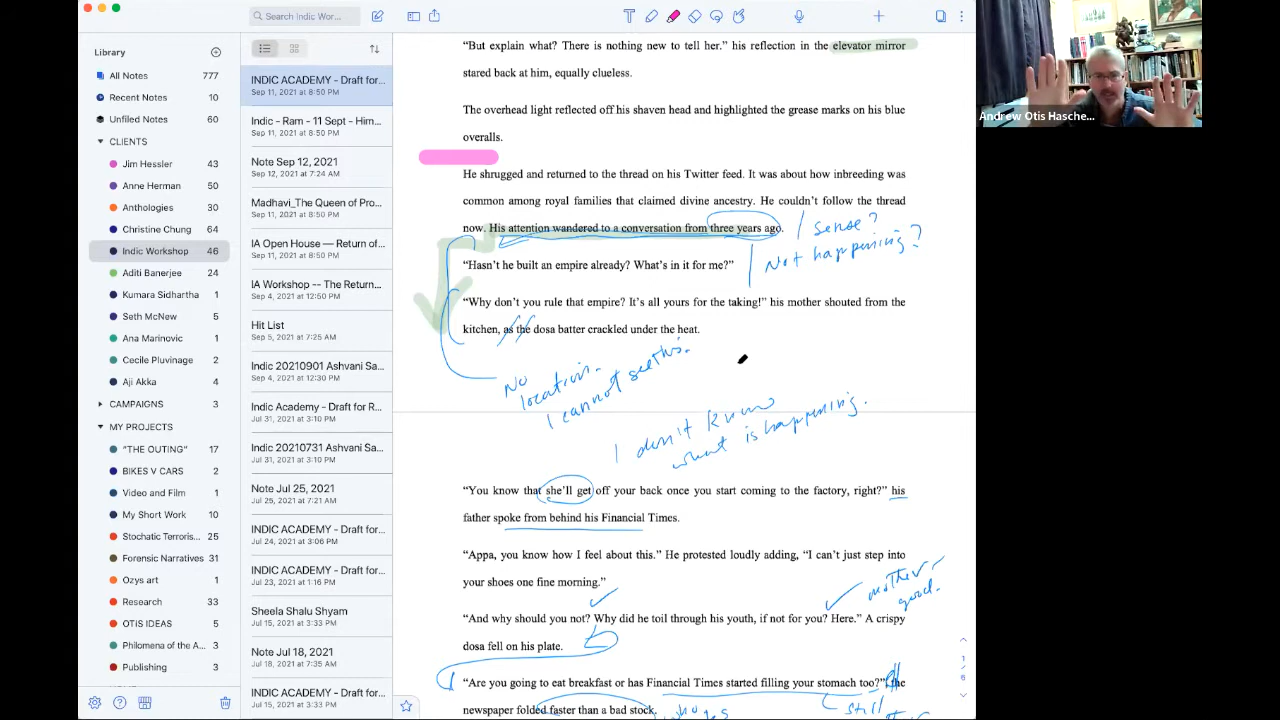 Search Indic Wor...
Library
All Notes 777
Recent Notes 10
Unfiled Notes 60
CLIENTS
Jim Hessler 43
Anne Herman 50
Anthologies 30
Christine Chung 64
Indic Workshop 46
Aditi Banerjee 24
Kumara Sidhartha 1
Seth McNew 5
Ana Marinovic 1
Cecile Pluvinage 2
Aji Akka 4
CAMPAIGNS 3
MY PROJECTS
"THE OUTING" 17
BIKES V CARS 2
Video and Film 1
My Short Work 10
Stochatic Terroris... 25
Forensic Narratives 31
Ozys art 1
Research 33
OTIS IDEAS 5
Philomena of the A... 3
Publishing 3
INDIC ACADEMY - Draft for...
Sep 11, 2021 at 8:50 PM
Indic - Ram - 11 Sept - Him...
Sep 11, 2021 at 8:50 PM
Note Sep 12, 2021
Sep 12, 2021 at 7:24 AM
Madhavi_The Queen of Pro...
Sep 11, 2021 at 8:50 PM
IA Open House — Return of...
Sep 11, 2021 at 8:50 PM
IA Workshop -- The Return...
Sep 4, 2021 at 12:50 PM
Hit List
Sep 5, 2021 at 7:25 AM
Indic 20210901 Ashvani Sa...
Sep 4, 2021 at 12:50 PM
Indic Academy - Draft for R...
Jul 31, 2021 at 3:10 PM
Indic 20210731 Ashvani Sa...
Jul 31, 2021 at 3:10 PM
Note Jul 25, 2021
Jul 25, 2021 at 4:00 PM
INDIC ACADEMY - Draft for...
Jul 24, 2021 at 3:06 PM
INDIC ACADEMY - Draft for...
Jul 23, 2021 at 1:16 PM
Sheela Shalu Shyam
Jul 15, 2021 at 3:33 PM
Note Jul 18, 2021
Jul 18, 2021 at 7:35 AM
INDIC ACADEMY - Draft for...
Jul 15, 2021 at 3:33 PM
"But explain what? There is nothing new to tell her." his reflection in the elevator mirror
stared back at him, equally clueless.
The overhead light reflected off his shaven head and highlighted the grease marks on his blue
overalls.
He shrugged and returned to the thread on his Twitter feed. It was about how inbreeding was
common among royal families that claimed divine ancestry. He couldn't follow the thread
now. His attention wandered to a conversation from three years ago.
sense?
Not happening?
"Hasn't he built an empire already? What's in it for me?"
"Why don't you rule that empire? It's all yours for the taking!" his mother shouted from the
kitchen, as the dosa batter crackled under the heat.
No
location.
I cannot see this.
I don't know
what is happening.
"You know that she'll get off your back once you start coming to the factory, right?" his
father spoke from behind his Financial Times.
"Appa, you know how I feel about this." He protested loudly adding, "I can't just step into
your shoes one fine morning."
mother
good.
"And why should you not? Why did he toil through his youth, if not for you? Here." A crispy
dosa fell on his plate.
"Are you going to eat breakfast or has Financial Times started filling your stomach too?" the
newspaper folded faster than a bad stock.
still
Andrew Otis Hasche...
1
6